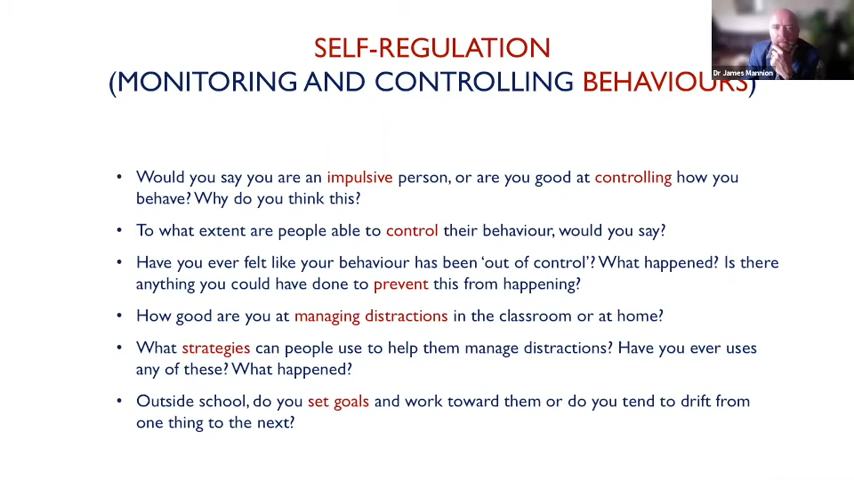 SELF-REGULATION
(MONITORING AND CONTROLLING BEHAVIOURS)
Dr James Mannion
• Would you say you are an impulsive person, or are you good at controlling how you
behave? Why do you think this?
• To what extent are people able to control their behaviour, would you say?
• Have you ever felt like your behaviour has been ‘out of control’? What happened? Is there
anything you could have done to prevent this from happening?
• How good are you at managing distractions in the classroom or at home?
• What strategies can people use to help them manage distractions? Have you ever uses
any of these? What happened?
• Outside school, do you set goals and work toward them or do you tend to drift from
one thing to the next?